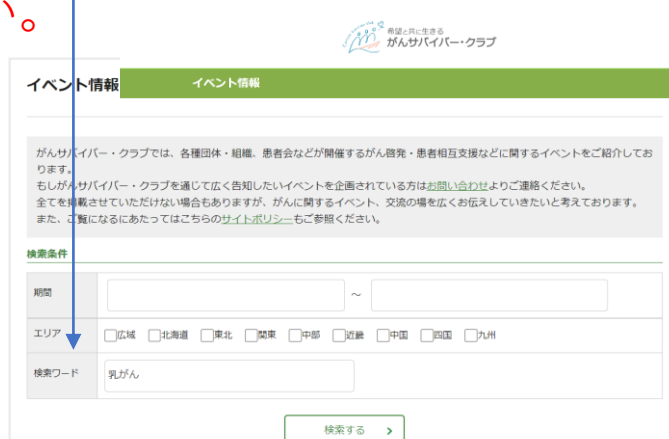 い。
希望と共に生きる
がんサバイバー・クラブ
イベント情報
イベント情報
がんサバイバー・クラブでは、各種団体・組織、患者会などが開催するがん啓発・患者相互支援などに関するイベントをご紹介してお
ります。
もしがんサバイバー・クラブを通じて広く告知したいイベントを企画されている方はお問い合わせよりご連絡ください。
全てを掲載させていただけない場合もありますが、がんに関するイベント、交流の場を広くお伝えしていきたいと考えております。
また、ご覧になるにあたってはこちらのサイトポリシーもご参照ください。
検索条件
期間 ～
エリア 広域 北海道 東北 関東 中部 近畿 中国 四国 九州
検索ワード 乳がん
検索する